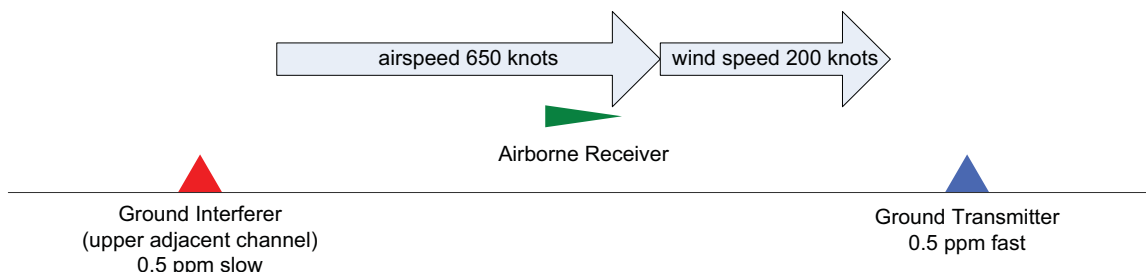 airspeed 650 knots
wind speed 200 knots
Airborne Receiver
Ground Interferer
(upper adjacent channel)
0.5 ppm slow
Ground Transmitter
0.5 ppm fast